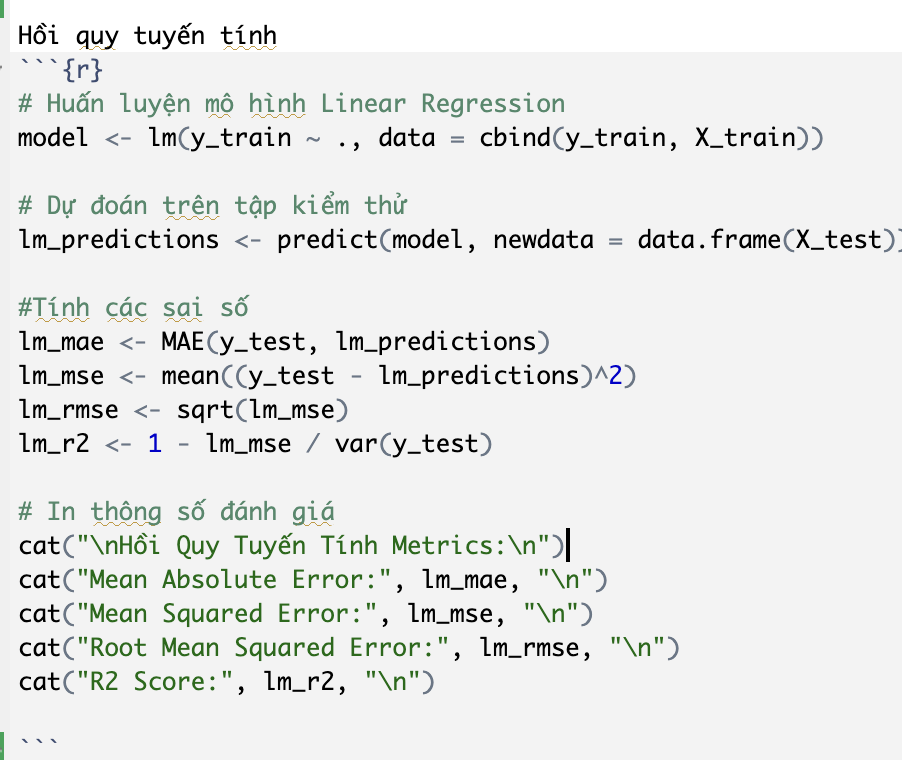 Hồi quy tuyến tính
```{r}
# Huấn luyện mô hình Linear Regression
model <- lm(y_train ~ ., data = cbind(y_train, X_train))
# Dự đoán trên tập kiểm thử
lm_predictions <- predict(model, newdata = data.frame(X_test))
#Tính các sai số
lm_mae <- MAE(y_test, lm_predictions)
lm_mse <- mean((y_test - lm_predictions)^2)
lm_rmse <- sqrt(lm_mse)
lm_r2 <- 1 - lm_mse / var(y_test)
# In thông số đánh giá
cat("\nHồi Quy Tuyến Tính Metrics:\n")
cat("Mean Absolute Error:", lm_mae, "\n")
cat("Mean Squared Error:", lm_mse, "\n")
cat("Root Mean Squared Error:", lm_rmse, "\n")
cat("R2 Score:", lm_r2, "\n")
```